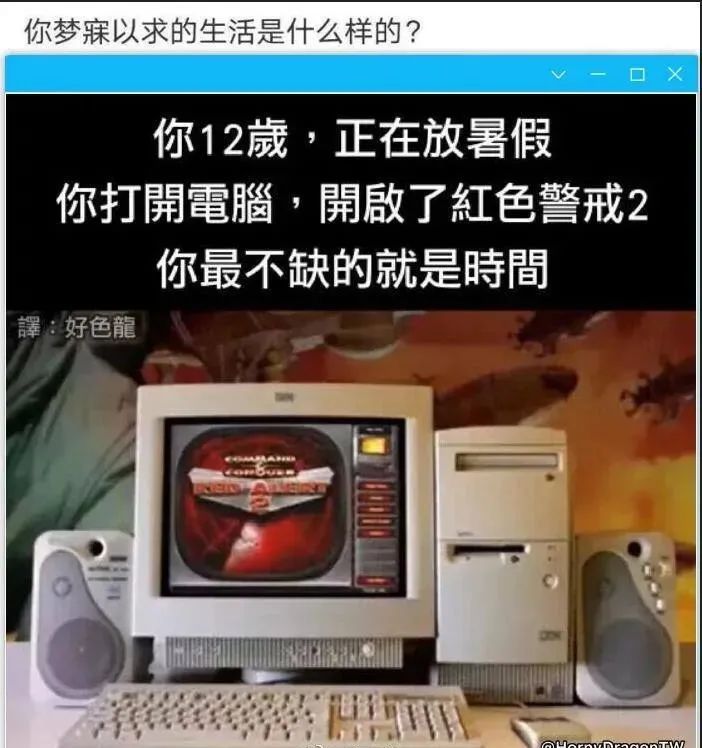 你梦寐以求的生活是什么样的?
你12歲，正在放暑假
你打開電腦，開啟了紅色警戒2
你最不缺的就是時間
譯：好色龍
IBM
COMMAND
&
CONQUER
RED ALERT
2
IBM
@HornyDragonTW